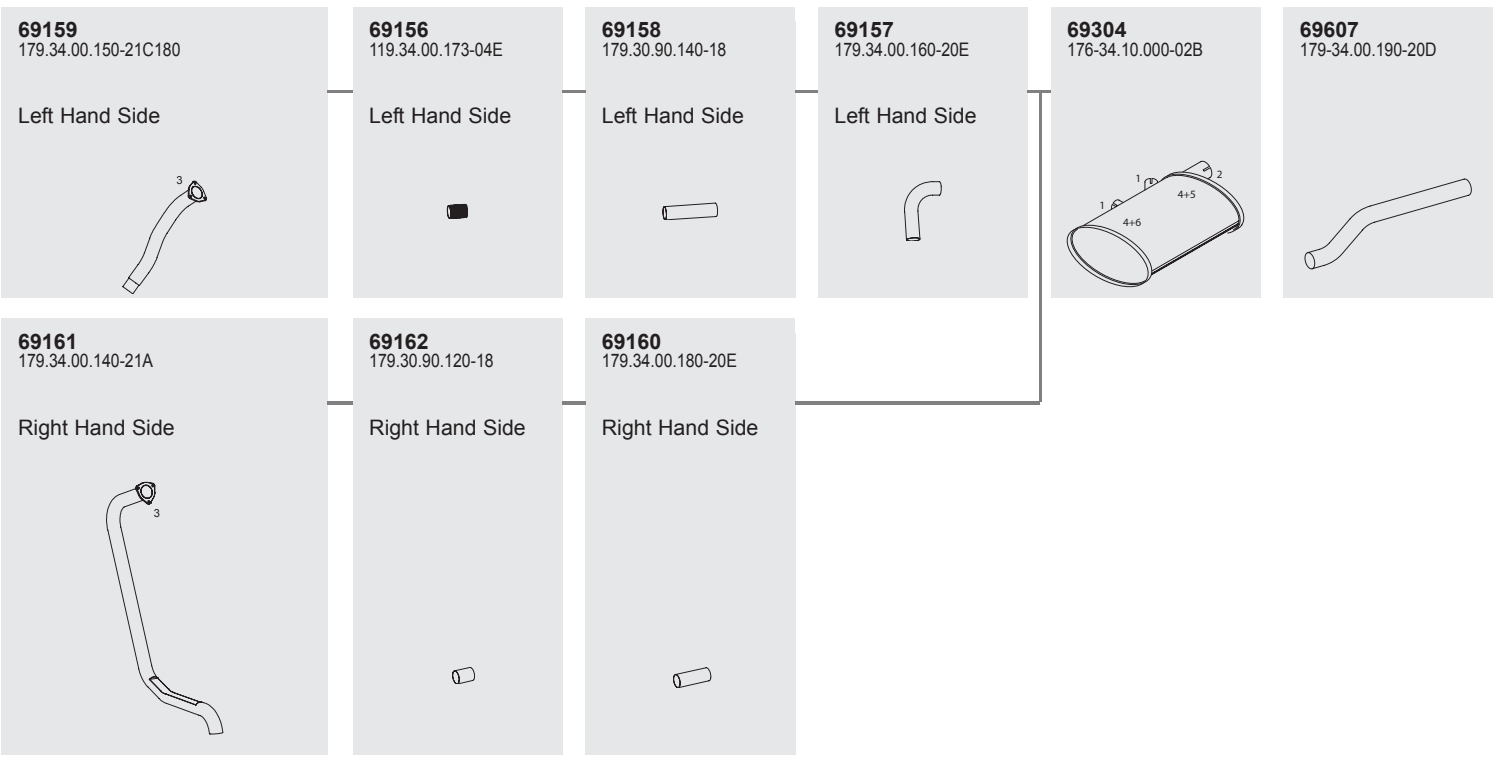 69159
179.34.00.150-21C180
Left Hand Side
3
69156
119.34.00.173-04E
Left Hand Side
69158
179.30.90.140-18
Left Hand Side
69157
179.34.00.160-20E
Left Hand Side
69304
176-34.10.000-02B
1
2
4+5
1
4+6
69607
179-34.00.190-20D
69161
179.34.00.140-21A
Right Hand Side
3
69162
179.30.90.120-18
Right Hand Side
69160
179.34.00.180-20E
Right Hand Side